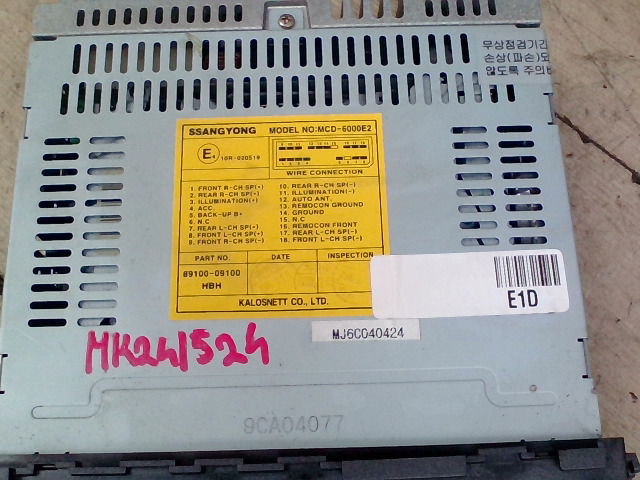 무상점검기간
손상(파손)도
않도록 주의바
SSANGYONG MODEL NO:MCD-6000E2
E4 10R-020519
WIRE CONNECTION
1. FRONT R-CH SP(+)
2. REAR R-CH SP(+)
3. ILLUMINATION(+)
4. ACC.
5. BACK-UP B+
6. N.C
7. REAR L-CH SP(+)
8. FRONT L-CH SP(+)
9. FRONT R-CH SP(-)
10. REAR R-CH SP(-)
11. ILLUMINATION(-)
12. AUTO ANT.
13. REMOCON GROUND
14. GROUND
15. N.C
16. REMOCON FRONT
17. REAR L-CH SP(-)
18. FRONT L-CH SP(-)
PART NO. DATE INSPECTION
89100-09100
HBH
KALOSNETT CO., LTD.
E1D
MJ6C040424
MK241524
9CA04077